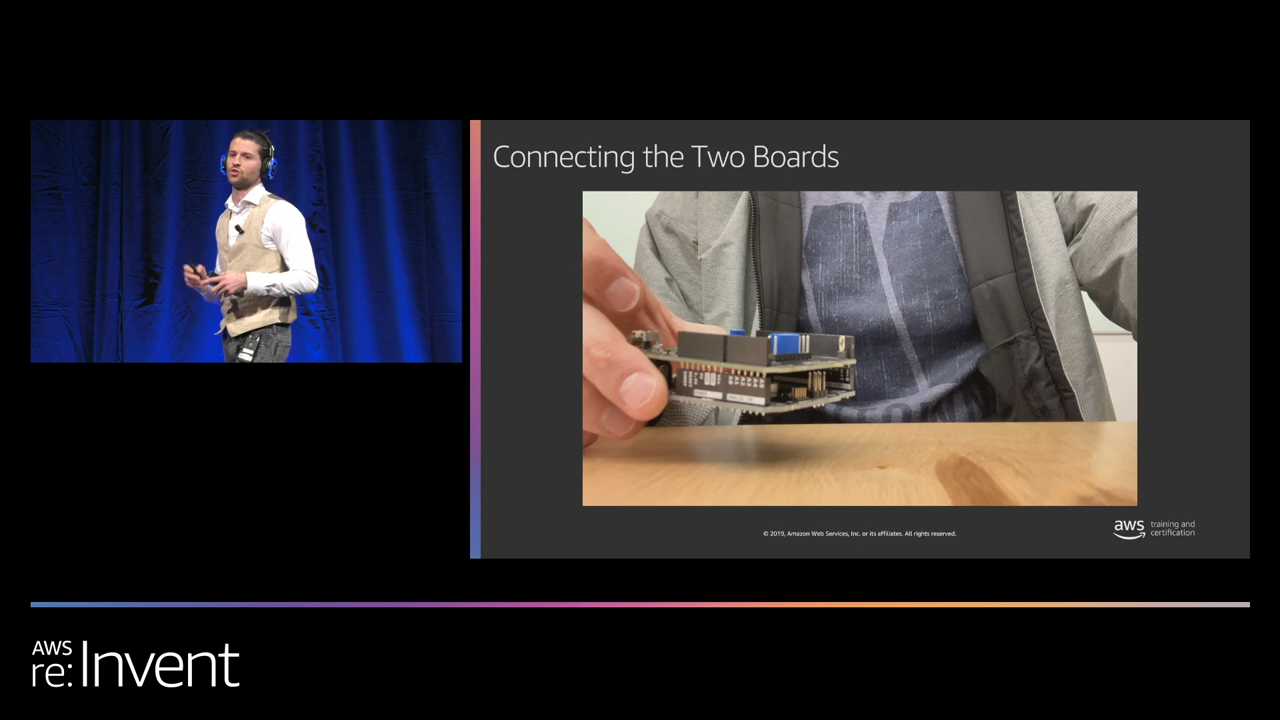 Connecting the Two Boards
© 2019, Amazon Web Services, Inc. or its affiliates. All rights reserved.
aws training and
certification
AWS
re:Invent